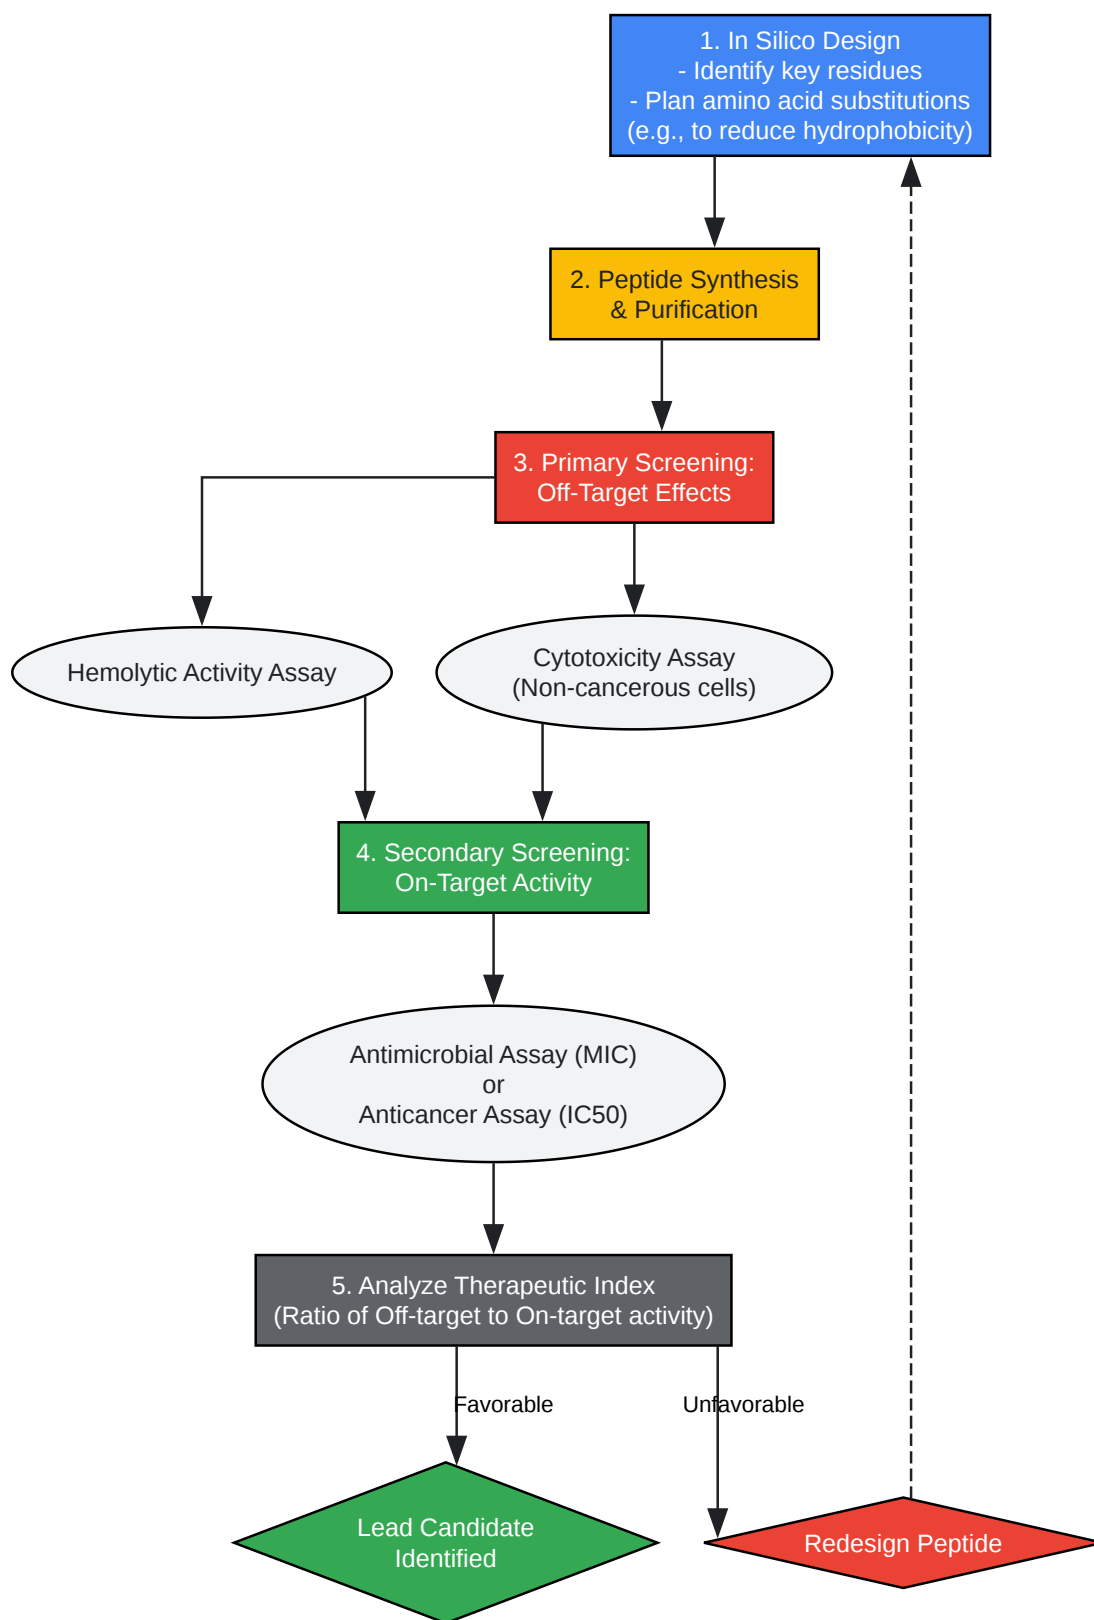 1. In Silico Design
- Identify key residues
- Plan amino acid substitutions
(e.g., to reduce hydrophobicity)
2. Peptide Synthesis
& Purification
3. Primary Screening:
Off-Target Effects
Hemolytic Activity Assay
Cytotoxicity Assay
(Non-cancerous cells)
4. Secondary Screening:
On-Target Activity
Antimicrobial Assay (MIC)
or
Anticancer Assay (IC50)
5. Analyze Therapeutic Index
(Ratio of Off-target to On-target activity)
Favorable
Unfavorable
Lead Candidate
Identified
Redesign Peptide